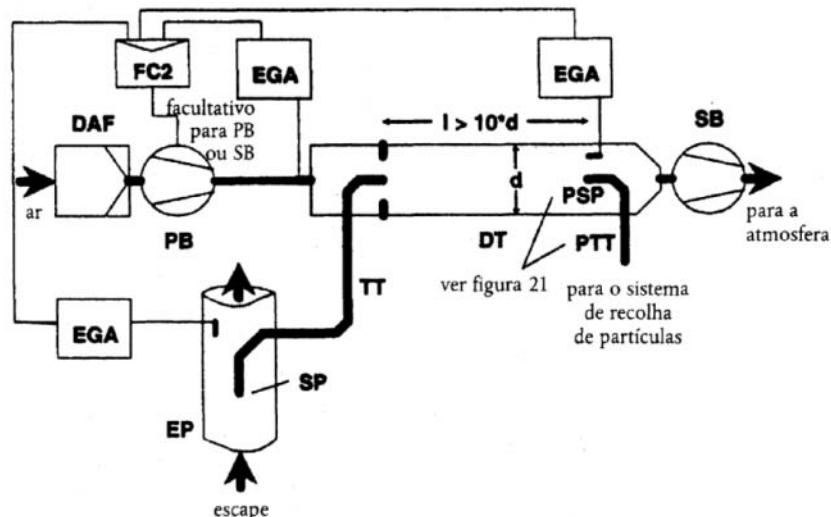 FC2
EGA
EGA
DAF
facultativo
para PB
ou SB
l > 10*d
SB
d
ar
PB
PSP
DT
PTT
para a
atmosfera
ver figura 21
TT
para o sistema
de recolha
de partículas
EGA
SP
EP
escape